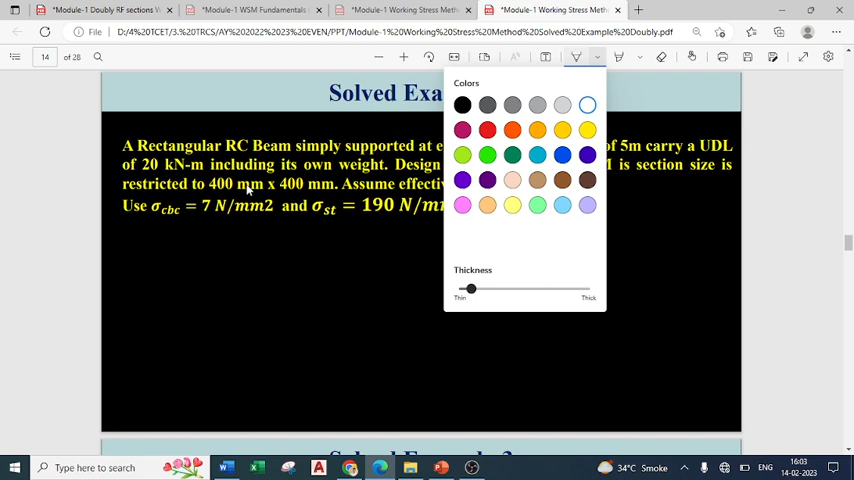 *Module-1 Doubly RF sections V
*Module-1 WSM Fundamentals
*Module-1 Working Stress Meth
*Module-1 Working Stress Meth
File
D:/4%20TCET/3.%20TRCS/AY%202022%2023%20EVEN/PPT/Module-1%20Working%20Stress%20Method%20Solved%20Example%20Doubly.pdf
14 of 28
Solved Exa
A Rectangular RC Beam simply supported at e
of 5m carry a UDL
of 20 kN-m including its own weight. Design
M is section size is
restricted to 400 mm x 400 mm. Assume effectiv
Use σcbc = 7 N/mm2 and σst = 190 N/m
Colors
Thickness
Thin
Thick
Type here to search
34°C Smoke
ENG
16:03
14-02-2023